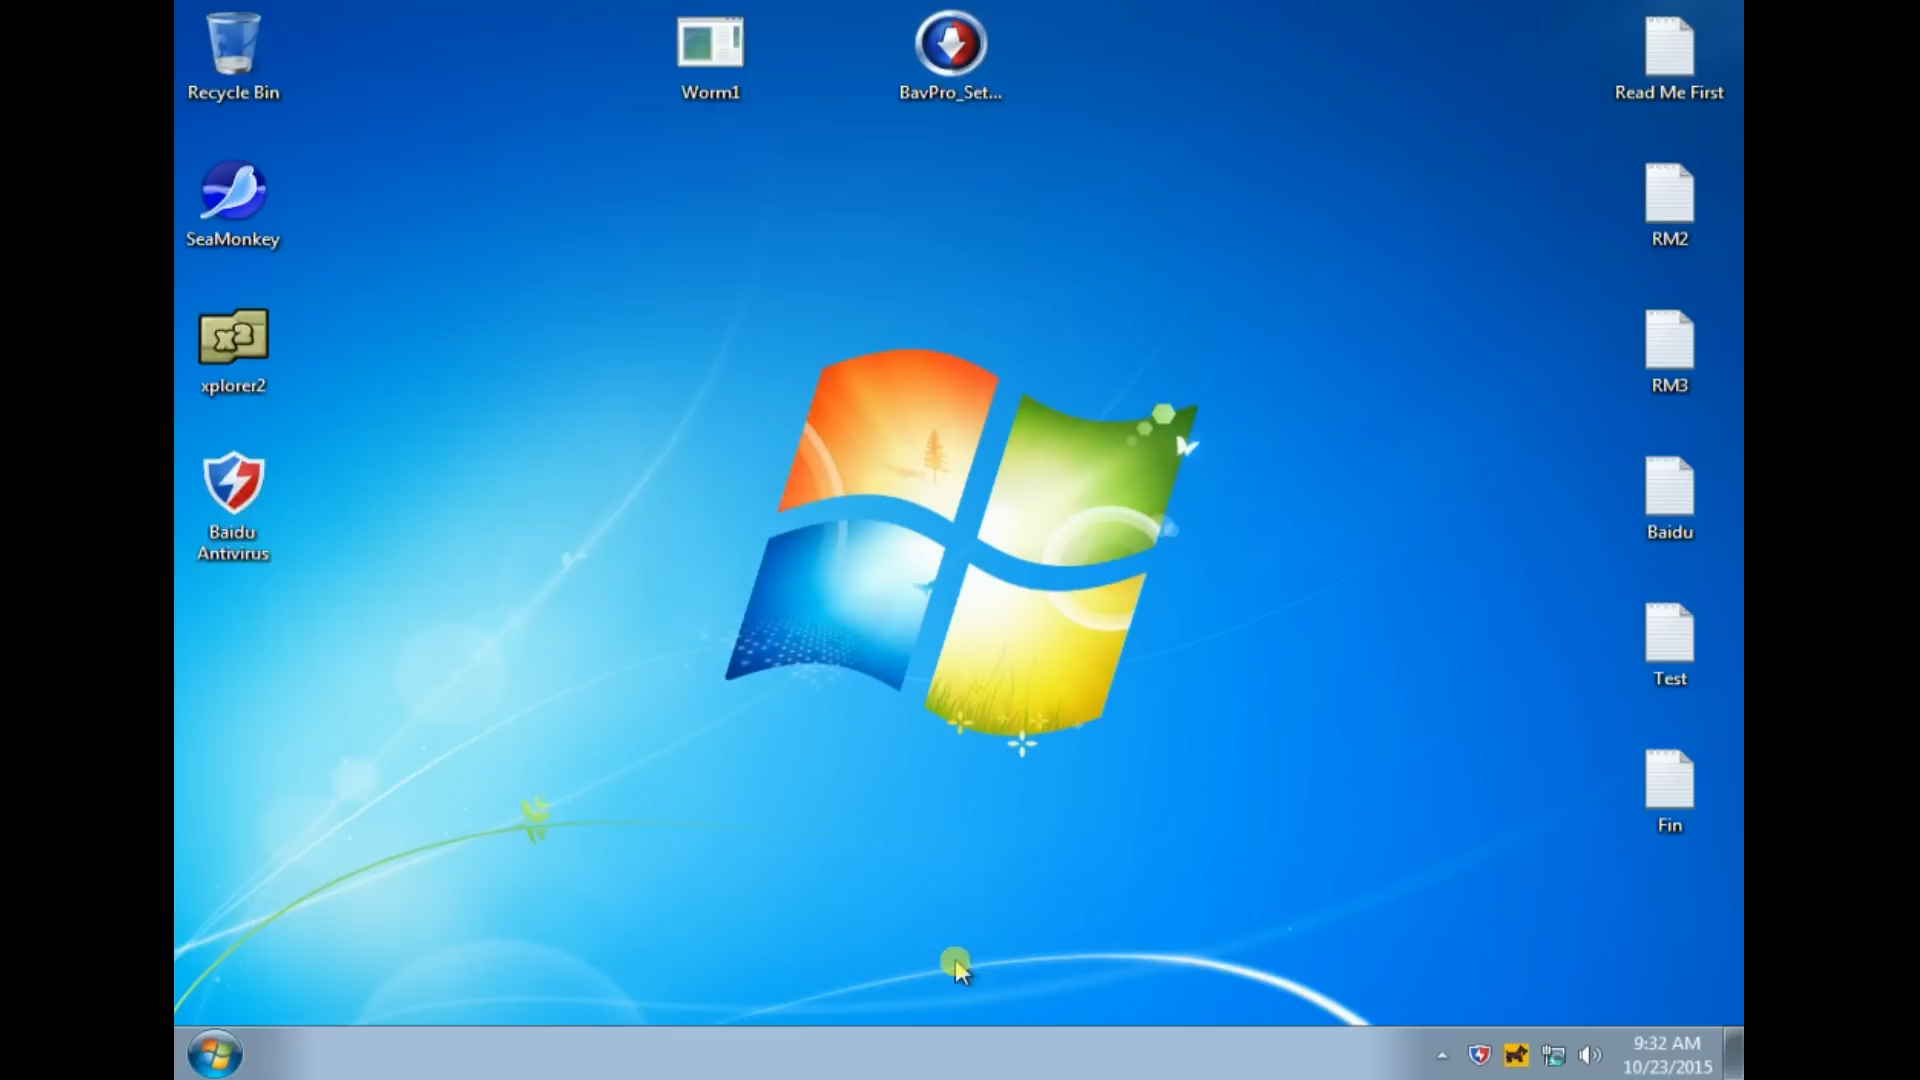 Recycle Bin
Worm1
BavPro_Set...
Read Me First
SeaMonkey
RM2
x2
xplorer2
RM3
Baidu
Antivirus
Baidu
Test
Fin
9:32 AM
10/23/2015